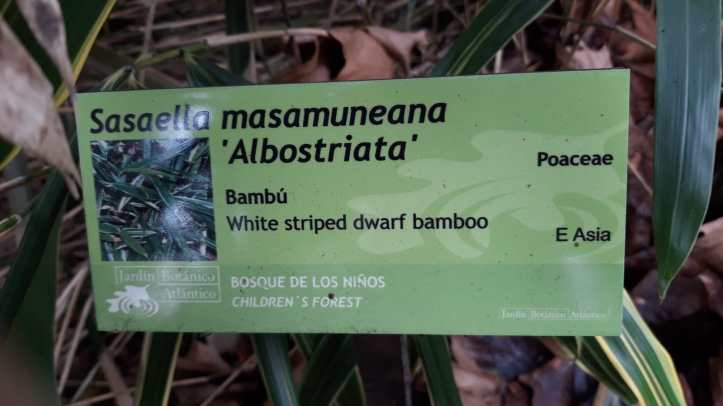 Sasaella masamuneana
'Albostriata'
Poaceae
Bambú
White striped dwarf bamboo
E Asia
Jardín Botánico
Atlántico
BOSQUE DE LOS NIÑOS
CHILDREN`S FOREST
Jardín Botánico Atlántico